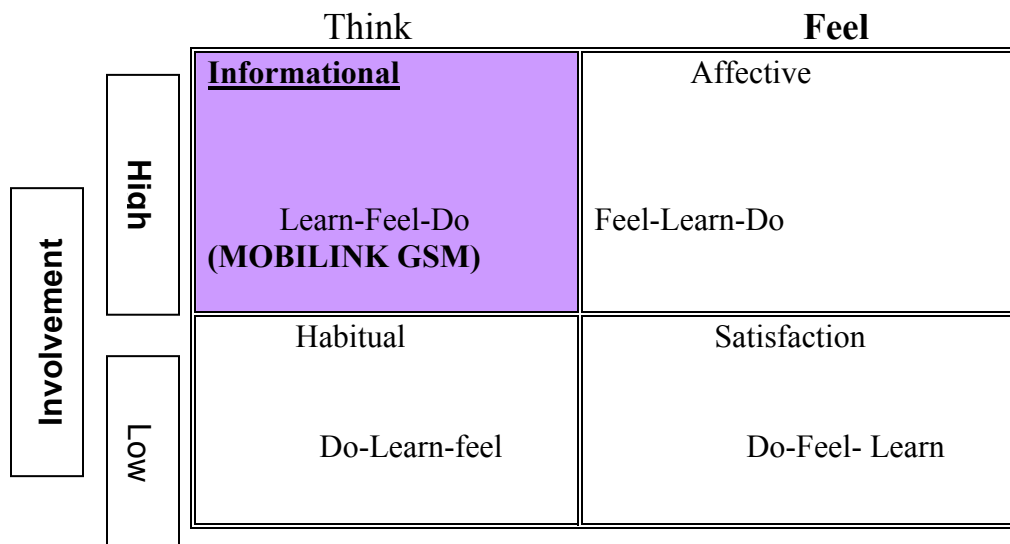 Think Feel
Involvement
High
Informational
Learn-Feel-Do
(MOBILINK GSM)
Affective
Feel-Learn-Do
Low
Habitual
Do-Learn-feel
Satisfaction
Do-Feel- Learn